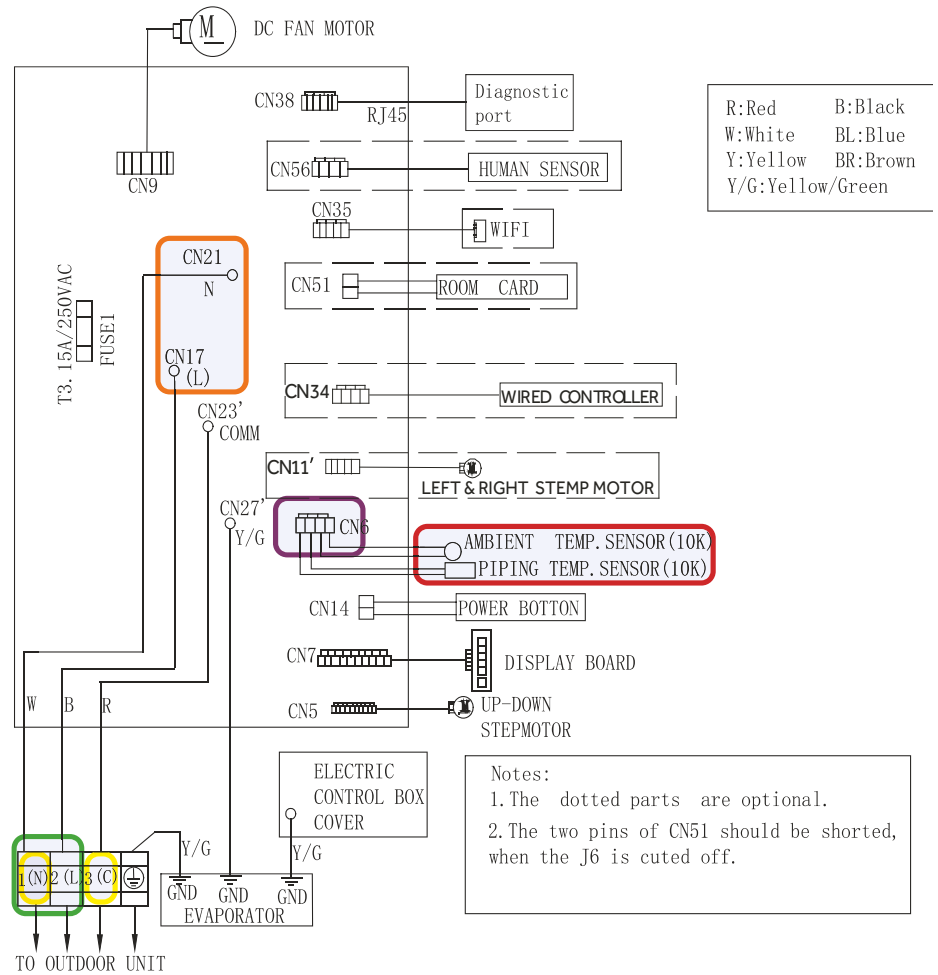 M
DC FAN MOTOR
CN9
CN38
RJ45
Diagnostic
port
R:Red B:Black
W:White BL:Blue
Y:Yellow BR:Brown
Y/G:Yellow/Green
CN56
HUMAN SENSOR
CN35
WIFI
CN21
N
CN51
ROOM CARD
T3. 15A/250VAC
FUSE1
CN17
(L)
CN34
WIRED CONTROLLER
CN23'
COMM
CN11'
M
LEFT & RIGHT STEMP MOTOR
CN27'
Y/G
CN6
AMBIENT TEMP. SENSOR(10K)
PIPING TEMP. SENSOR(10K)
CN14
POWER BOTTON
CN7
DISPLAY BOARD
W
B
R
CN5
M
UP-DOWN
STEPMOTOR
ELECTRIC
CONTROL BOX
COVER
Y/G
Y/G
Notes:
1. The dotted parts are optional.
2. The two pins of CN51 should be shorted,
when the J6 is cuted off.
1(N)
2(L)
3(C)
GND
GND
GND
EVAPORATOR
TO OUTDOOR UNIT